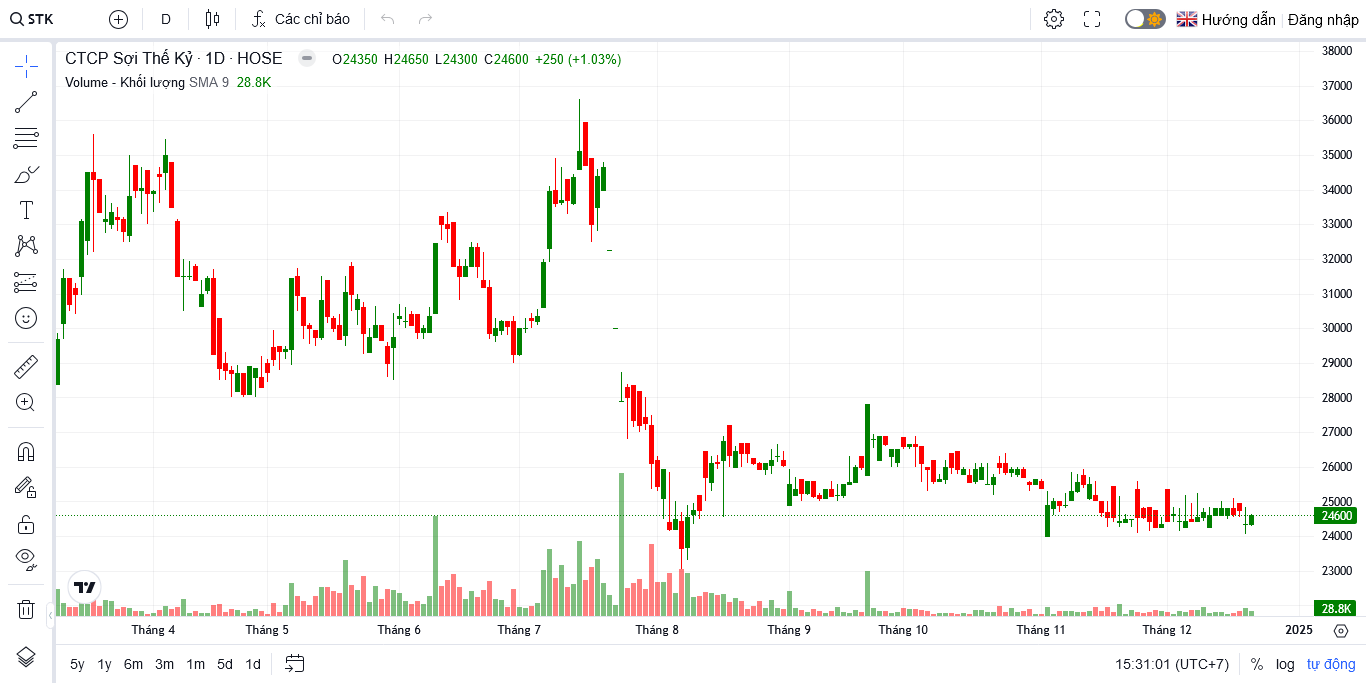 STK D Các chỉ báo Hướng dẫn Đăng nhập
CTCP Sợi Thế Kỷ · 1D · HOSE O24350 H24650 L24300 C24600 +250 (+1.03%)
Volume - Khối lượng SMA 9 28.8K
38000
37000
36000
35000
34000
33000
32000
31000
30000
29000
28000
27000
26000
25000
24600
24000
23000
28.8K
Tháng 4 Tháng 5 Tháng 6 Tháng 7 Tháng 8 Tháng 9 Tháng 10 Tháng 11 Tháng 12 2025
5y 1y 6m 3m 1m 5d 1d 15:31:01 (UTC+7) % log tự động